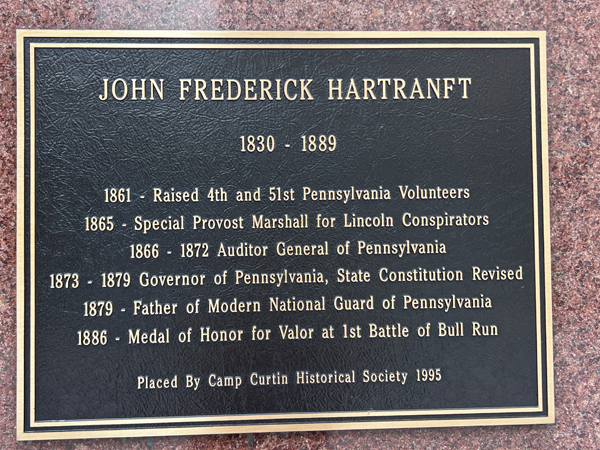 JOHN FREDERICK HARTRANFT
1830 - 1889
1861 - Raised 4th and 51st Pennsylvania Volunteers
1865 - Special Provost Marshall for Lincoln Conspirators
1866 - 1872 Auditor General of Pennsylvania
1873 - 1879 Governor of Pennsylvania, State Constitution Revised
1879 - Father of Modern National Guard of Pennsylvania
1886 - Medal of Honor for Valor at 1st Battle of Bull Run
Placed By Camp Curtin Historical Society 1995